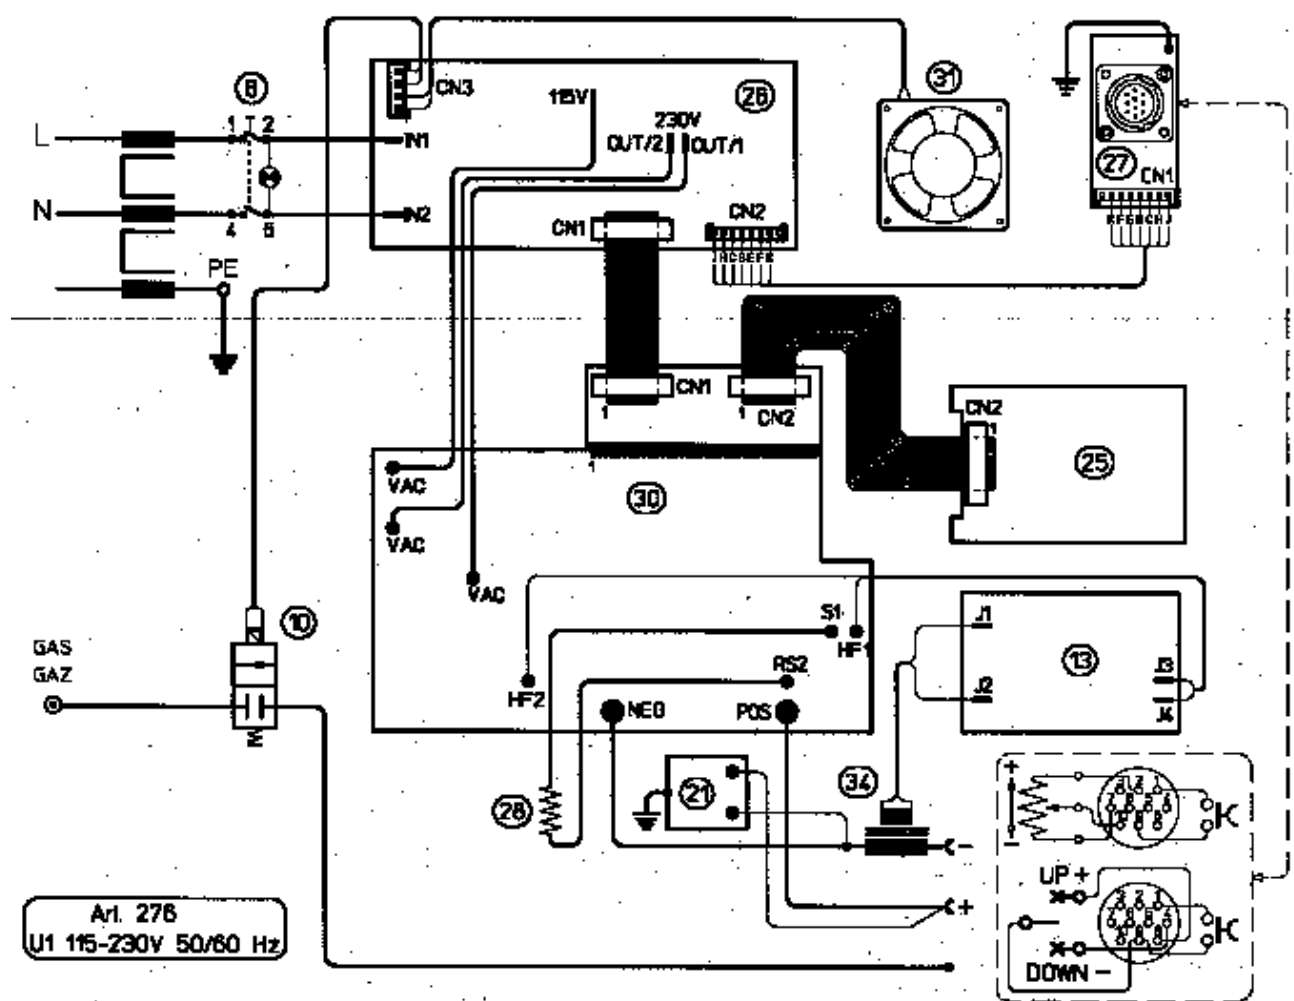 8
CN3
115V
26
31
230V
OUT/2
OUT/1
L
1
2
IN1
M
27
CN1
N
4
5
IN2
CN1
CN2
PE
CN1
1
CN2
1
CN2
1
25
1
30
VAC
VAC
VAC
10
S1
HF1
J1
13
GAS
GAZ
RS2
J3
HF2
J2
J4
NEG
POS
21
34
28
+
-
-
+
UP +
DOWN -
Art. 276
U1 115-230V 50/60 Hz